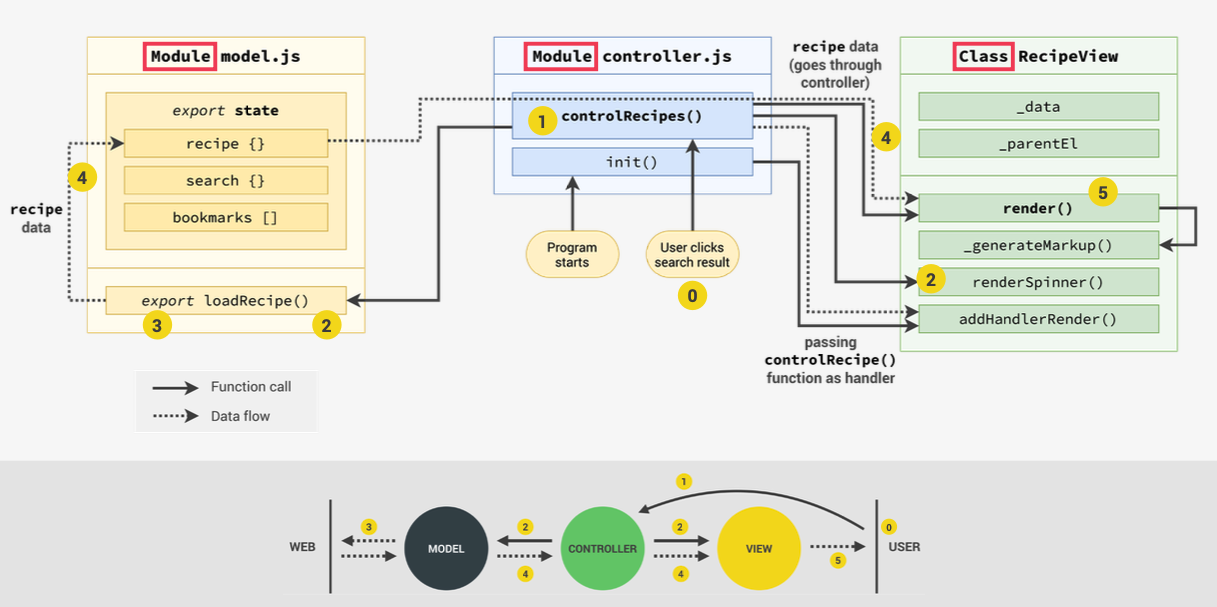 Module model.js
export state
recipe {}
search {}
bookmarks []
4
recipe
data
export loadRecipe()
3
2
Function call
Data flow
Module controller.js
1
controlRecipes()
init()
Program
starts
User clicks
search result
0
recipe data
(goes through
controller)
4
Class RecipeView
_data
_parentEl
5
render()
_generateMarkup()
2
renderSpinner()
addHandlerRender()
passing
controlRecipe()
function as handler
1
WEB
3
MODEL
2
4
CONTROLLER
2
4
VIEW
5
0
USER